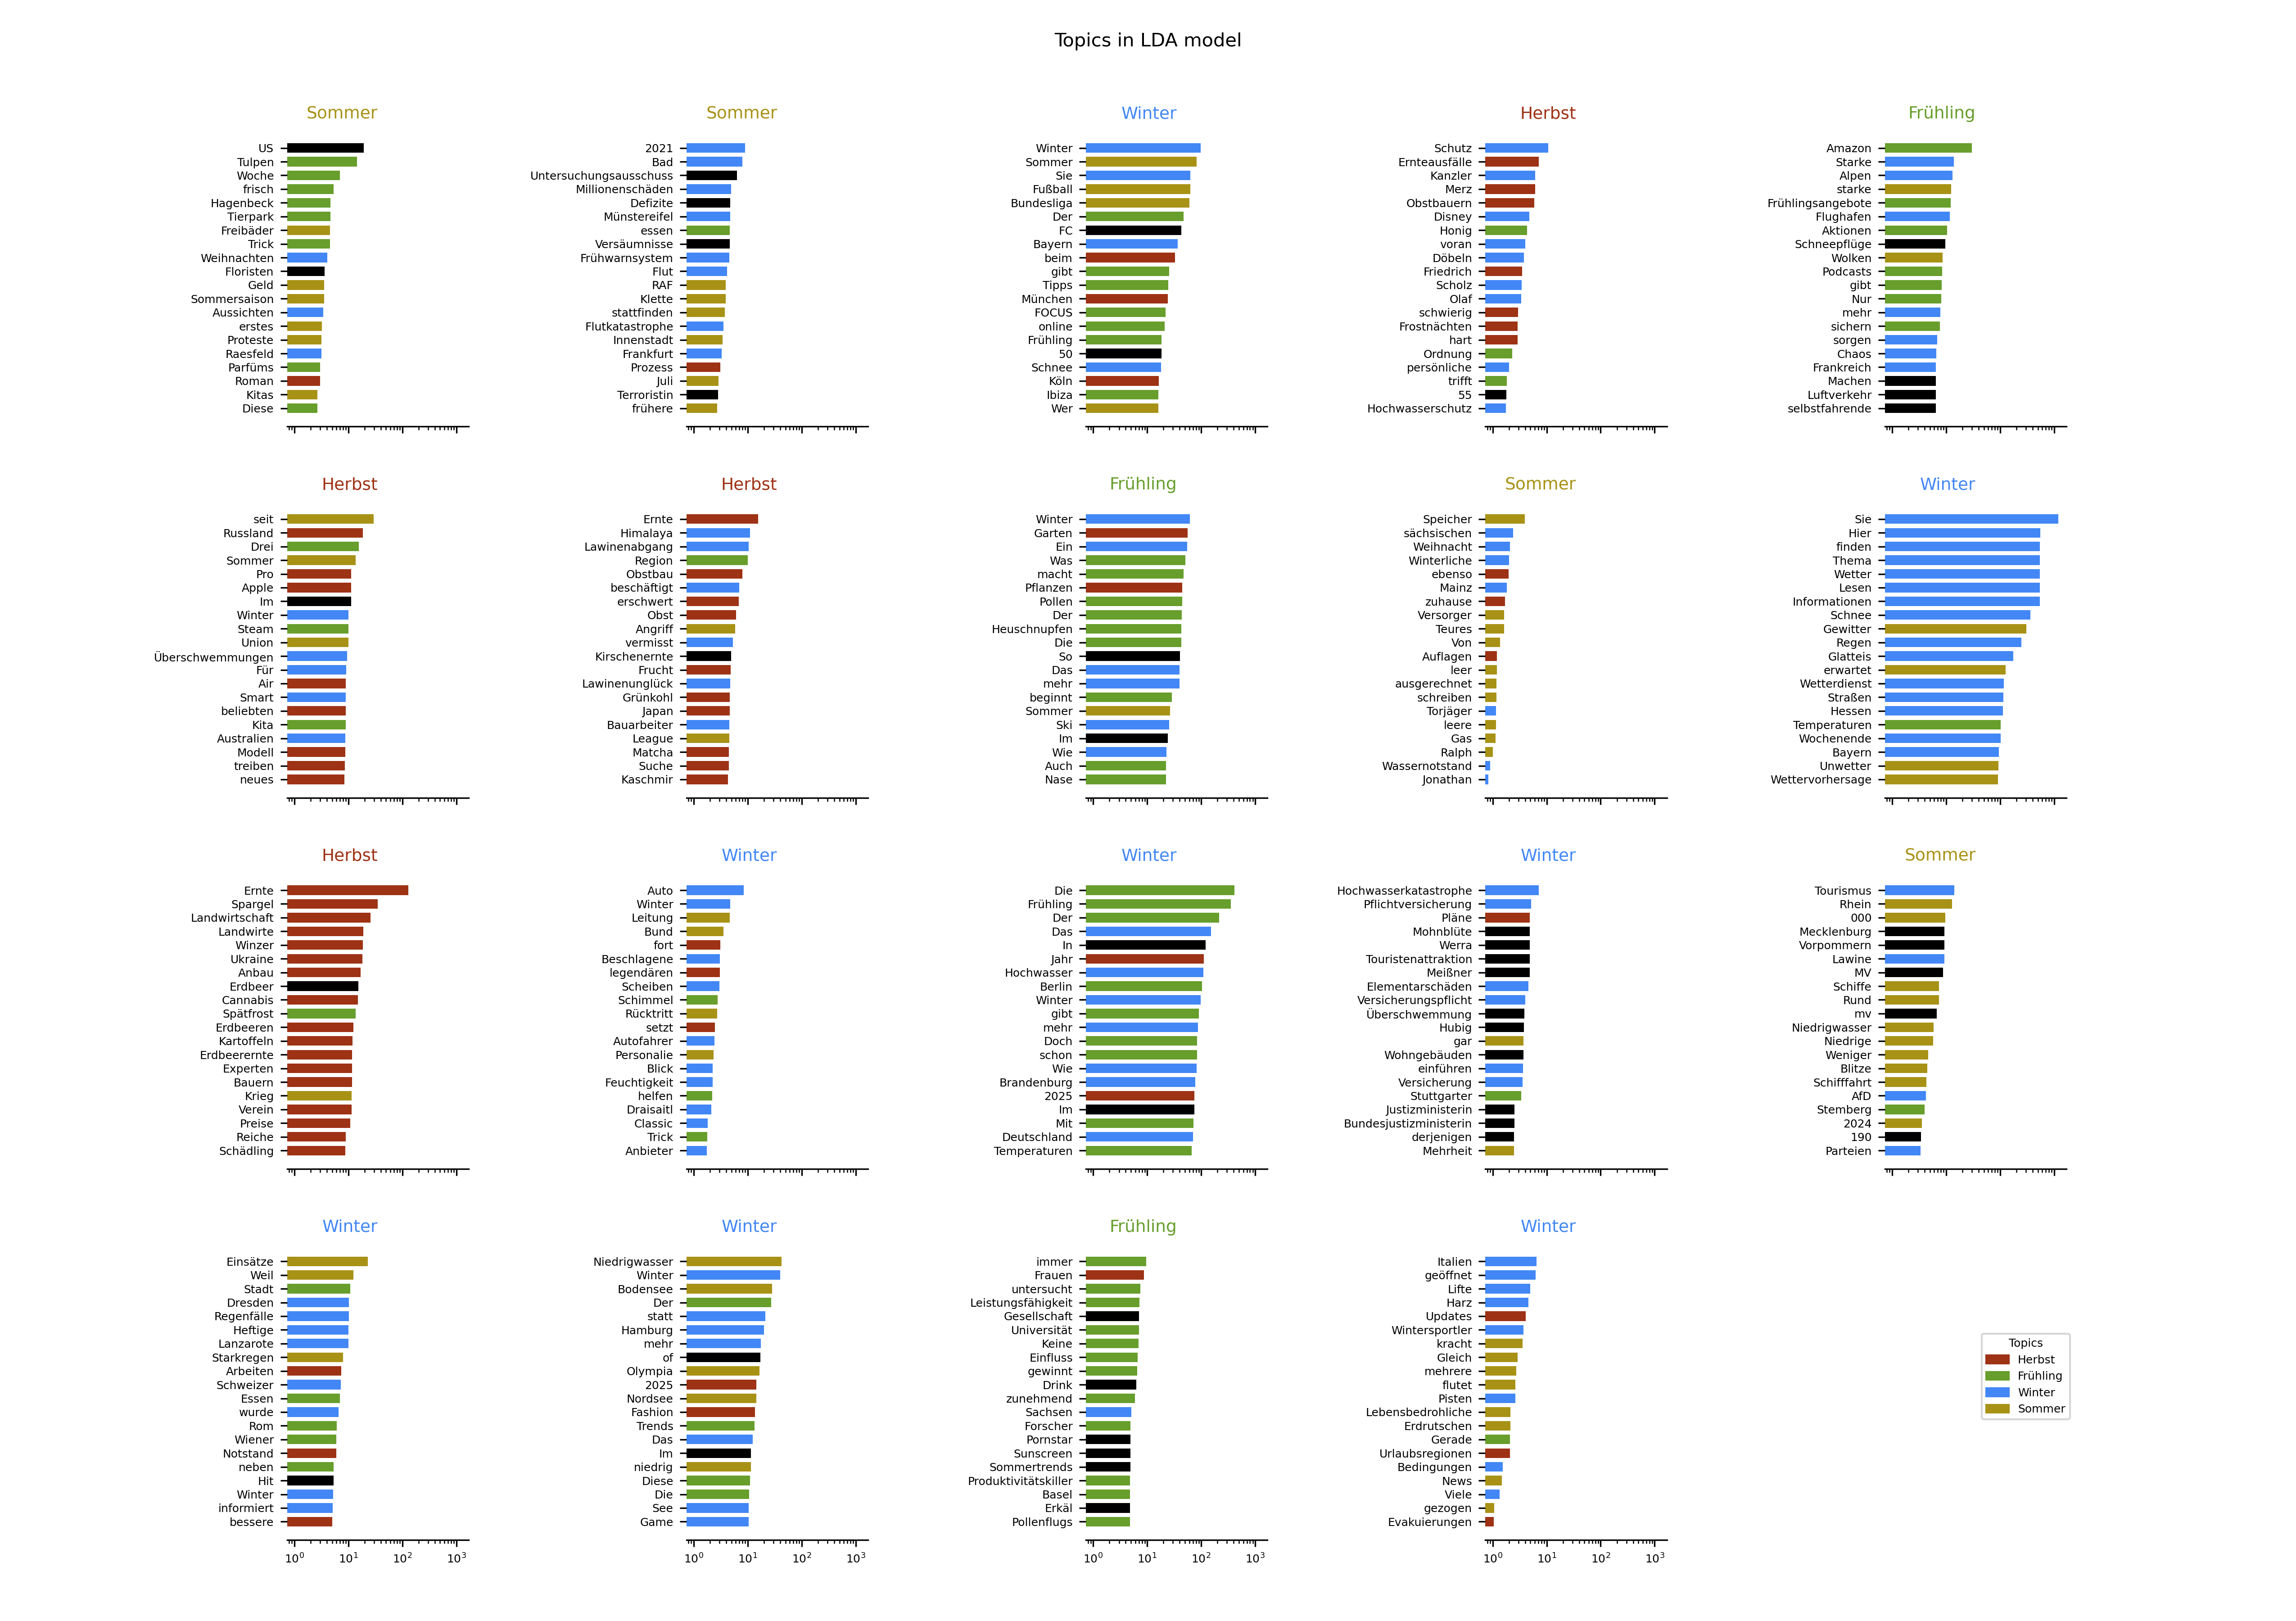 Topics in LDA model
Sommer
US
Tulpen
Woche
frisch
Hagenbeck
Tierpark
Freibäder
Trick
Weihnachten
Floristen
Geld
Sommersaison
Aussichten
erstes
Proteste
Raesfeld
Parfüms
Roman
Kitas
Diese
Sommer
2021
Bad
Untersuchungsausschuss
Millionenschäden
Defizite
Münstereifel
essen
Versäumnisse
Frühwarnsystem
Flut
RAF
Klette
stattfinden
Flutkatastrophe
Innenstadt
Frankfurt
Prozess
Juli
Terroristin
frühere
Winter
Winter
Sommer
Sie
Fußball
Bundesliga
Der
FC
Bayern
beim
gibt
Tipps
München
FOCUS
online
Frühling
50
Schnee
Köln
Ibiza
Wer
Herbst
Schutz
Ernteausfälle
Kanzler
Merz
Obstbauern
Disney
Honig
voran
Döbeln
Friedrich
Scholz
Olaf
schwierig
Frostnächten
hart
Ordnung
persönliche
trifft
55
Hochwasserschutz
Frühling
Amazon
Starke
Alpen
starke
Frühlingsangebote
Flughafen
Aktionen
Schneepflüge
Wolken
Podcasts
gibt
Nur
mehr
sichern
sorgen
Chaos
Frankreich
Machen
Luftverkehr
selbstfahrende
Herbst
seit
Russland
Drei
Sommer
Pro
Apple
Im
Winter
Steam
Union
Überschwemmungen
Für
Air
Smart
beliebten
Kita
Australien
Modell
treiben
neues
Herbst
Ernte
Himalaya
Lawinenabgang
Region
Obstbau
beschäftigt
erschwert
Obst
Angriff
vermisst
Kirschenernte
Frucht
Lawinenunglück
Grünkohl
Japan
Bauarbeiter
League
Matcha
Suche
Kaschmir
Frühling
Winter
Garten
Ein
Was
macht
Pflanzen
Pollen
Der
Heuschnupfen
Die
So
Das
mehr
beginnt
Sommer
Ski
Im
Wie
Auch
Nase
Sommer
Speicher
sächsischen
Weihnacht
Winterliche
ebenso
Mainz
zuhause
Versorger
Teures
Von
Auflagen
leer
ausgerechnet
schreiben
Torjäger
leere
Gas
Ralph
Wassernotstand
Jonathan
Winter
Sie
Hier
finden
Thema
Wetter
Lesen
Informationen
Schnee
Gewitter
Regen
Glatteis
erwartet
Wetterdienst
Straßen
Hessen
Temperaturen
Wochenende
Bayern
Unwetter
Wettervorhersage
Herbst
Ernte
Spargel
Landwirtschaft
Landwirte
Winzer
Ukraine
Anbau
Erdbeer
Cannabis
Spätfrost
Erdbeeren
Kartoffeln
Erdbeerernte
Experten
Bauern
Krieg
Verein
Preise
Reiche
Schädling
Winter
Auto
Winter
Leitung
Bund
fort
Beschlagene
legendären
Scheiben
Schimmel
Rücktritt
setzt
Autofahrer
Personalie
Blick
Feuchtigkeit
helfen
Draisaitl
Classic
Trick
Anbieter
Winter
Die
Frühling
Der
Das
In
Jahr
Hochwasser
Berlin
Winter
gibt
mehr
Doch
schon
Wie
Brandenburg
2025
Im
Mit
Deutschland
Temperaturen
Winter
Hochwasserkatastrophe
Pflichtversicherung
Pläne
Mohnblüte
Werra
Touristenattraktion
Meißner
Elementarschäden
Versicherungspflicht
Überschwemmung
Hubig
gar
Wohngebäuden
einführen
Versicherung
Stuttgarter
Justizministerin
Bundesjustizministerin
derjenigen
Mehrheit
Sommer
Tourismus
Rhein
000
Mecklenburg
Vorpommern
Lawine
MV
Schiffe
Rund
mv
Niedrigwasser
Niedrige
Weniger
Blitze
Schifffahrt
AfD
Stemberg
2024
190
Parteien
Winter
Einsätze
Weil
Stadt
Dresden
Regenfälle
Heftige
Lanzarote
Starkregen
Arbeiten
Schweizer
Essen
wurde
Rom
Wiener
Notstand
neben
Hit
Winter
informiert
bessere
10⁰ 10¹ 10² 10³
Winter
Niedrigwasser
Winter
Bodensee
Der
statt
Hamburg
mehr
of
Olympia
2025
Nordsee
Fashion
Trends
Das
Im
niedrig
Diese
Die
See
Game
10⁰ 10¹ 10² 10³
Frühling
immer
Frauen
untersucht
Leistungsfähigkeit
Gesellschaft
Universität
Keine
Einfluss
gewinnt
Drink
zunehmend
Sachsen
Forscher
Pornstar
Sunscreen
Sommertrends
Produktivitätskiller
Basel
Erkäl
Pollenflugs
10⁰ 10¹ 10² 10³
Winter
Italien
geöffnet
Lifte
Harz
Updates
Wintersportler
kracht
Gleich
mehrere
flutet
Pisten
Lebensbedrohliche
Erdrutschen
Gerade
Urlaubsregionen
Bedingungen
News
Viele
gezogen
Evakuierungen
10⁰ 10¹ 10² 10³
Topics
Herbst
Frühling
Winter
Sommer